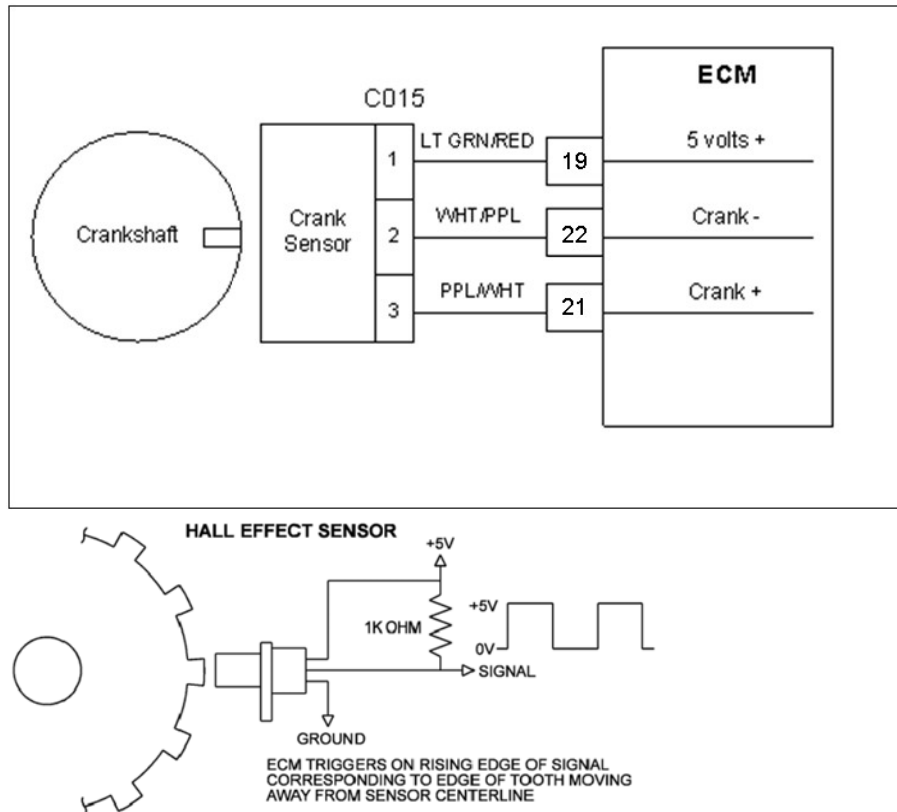 ECM
C015
LT GRN/RED
1
19
5 volts +
Crankshaft
Crank
Sensor
WHT/PPL
2
22
Crank -
PPL/WHT
3
21
Crank +
HALL EFFECT SENSOR
+5V
1K OHM
+5V
0V
SIGNAL
GROUND
ECM TRIGGERS ON RISING EDGE OF SIGNAL
CORRESPONDING TO EDGE OF TOOTH MOVING
AWAY FROM SENSOR CENTERLINE